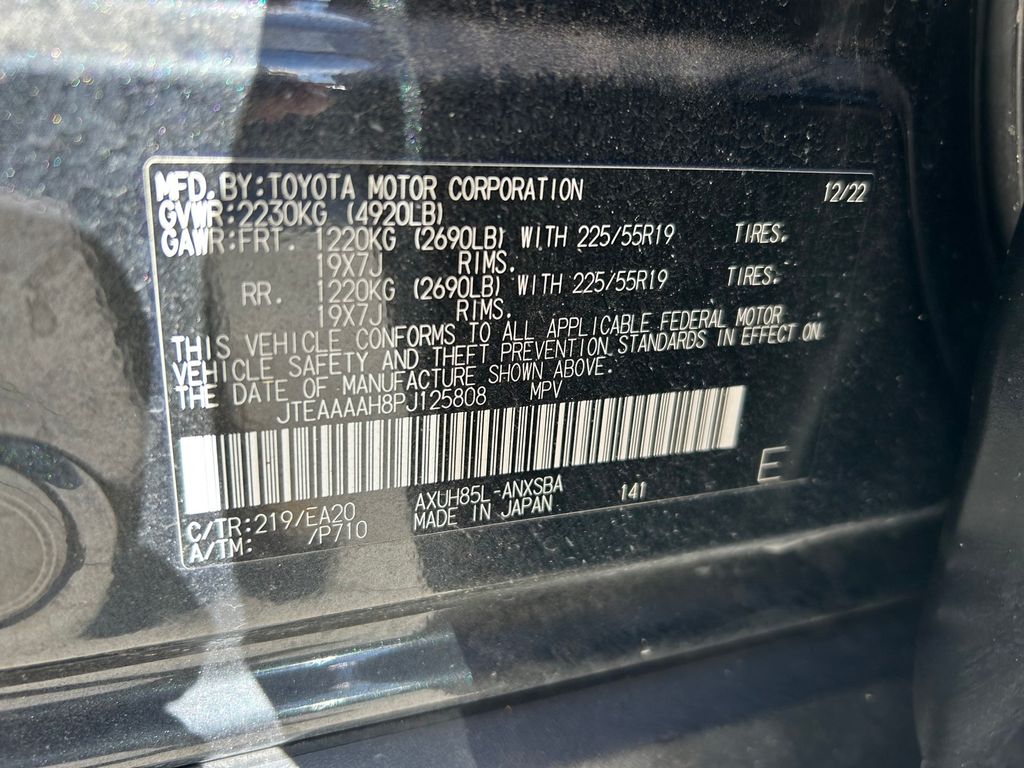 MFD. BY: TOYOTA MOTOR CORPORATION 12/22
GVWR: 2230KG (4920LB)
GAWR: FRT. 1220KG (2690LB) WITH 225/55R19 TIRES,
19X7J RIMS.
RR. 1220KG (2690LB) WITH 225/55R19 TIRES,
19X7J RIMS.
THIS VEHICLE CONFORMS TO ALL APPLICABLE FEDERAL MOTOR
VEHICLE SAFETY AND THEFT PREVENTION STANDARDS IN EFFECT ON
THE DATE OF MANUFACTURE SHOWN ABOVE.
JTEAAAAH8PJ125808 MPV
C/TR: 219/EA20 AXUH85L-ANXSBA 141 E
A/TM: /P710 MADE IN JAPAN